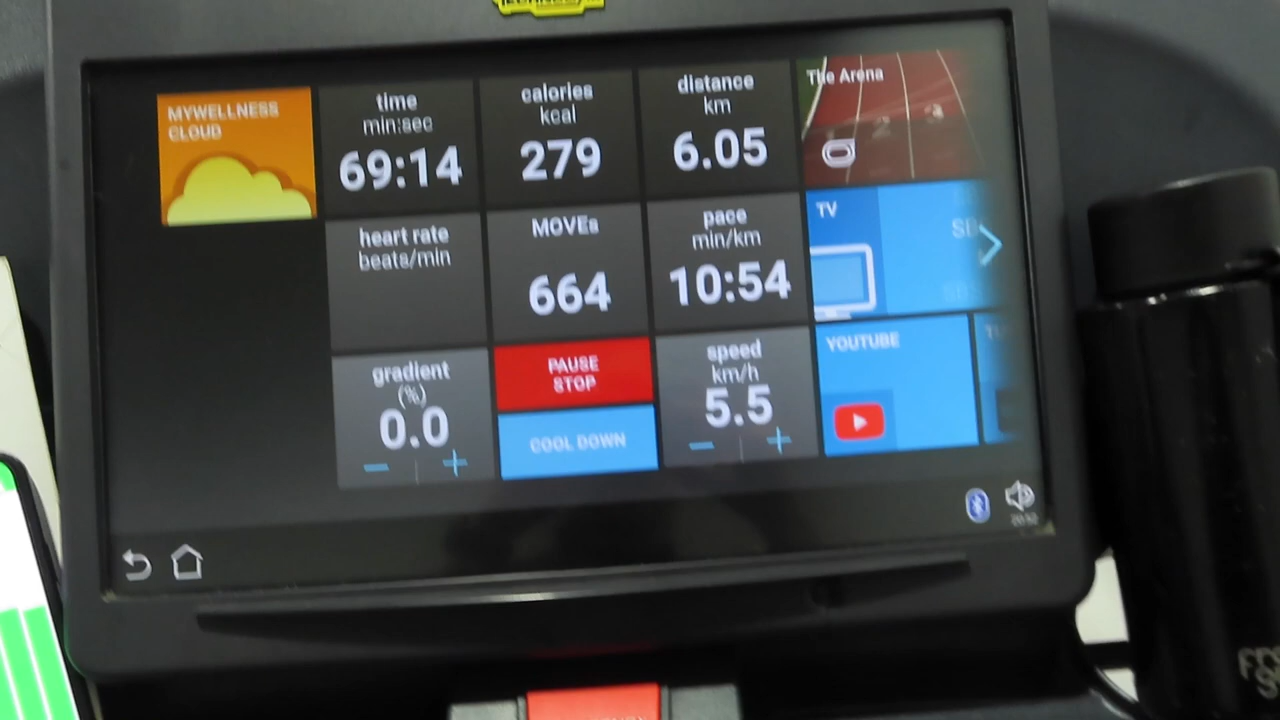 MYWELLNESS
CLOUD
time
min:sec
69:14
calories
kcal
279
distance
km
6.05
The Arena
2
3
heart rate
beats/min
MOVEs
664
pace
min/km
10:54
TV
gradient
(%)
0.0
PAUSE
STOP
COOL DOWN
speed
km/h
5.5
YOUTUBE